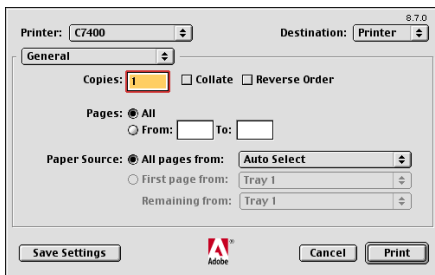 8.7.0
Printer: C7400 Destination: Printer
General
Copies: 1 Collate Reverse Order
Pages: All
From: To:
Paper Source: All pages from: Auto Select
First page from: Tray 1
Remaining from: Tray 1
Save Settings Adobe® Cancel Print